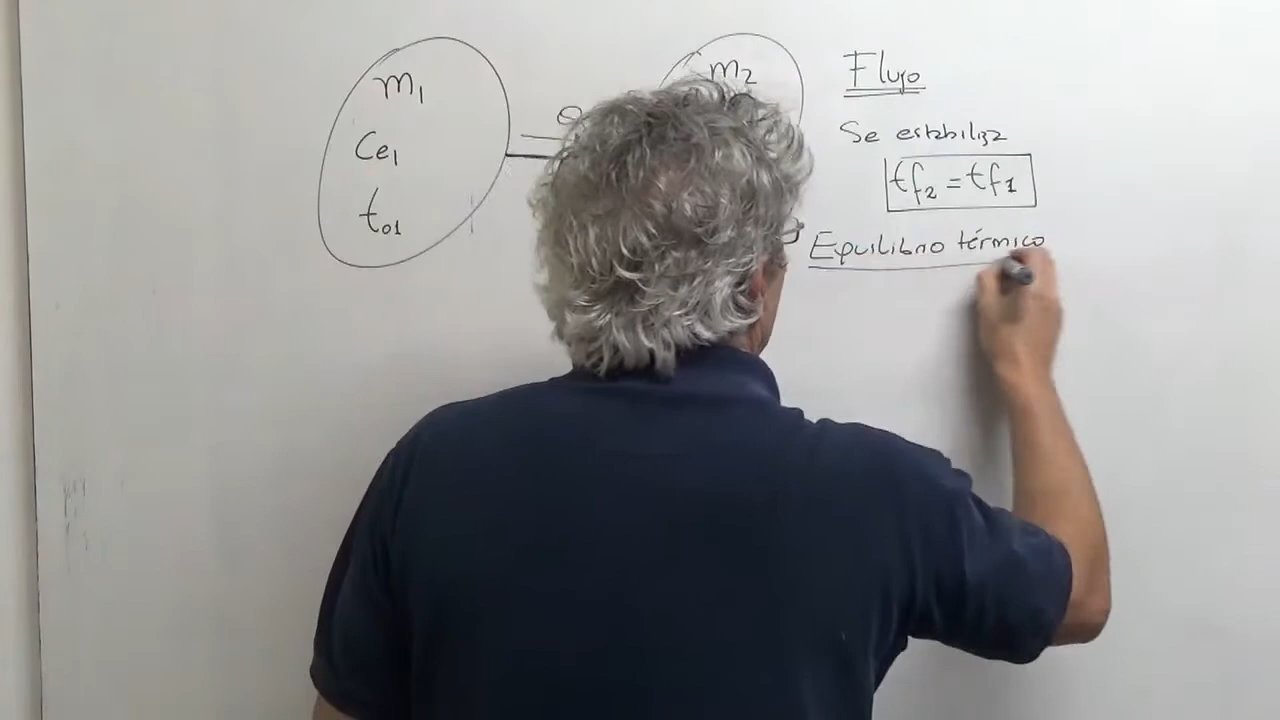 m₁
Ce₁
t₀₁
Q
m₂
Flujo
Se estabiliza
tf₂ = tf₁
Equilibrio térmico